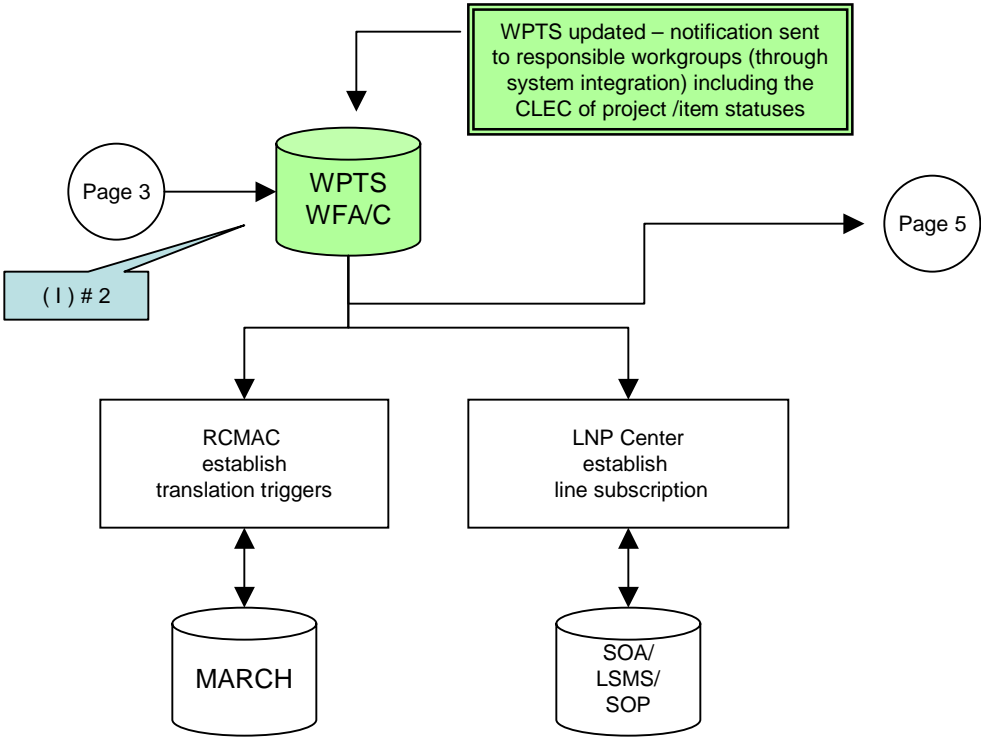 WPTS updated – notification sent
to responsible workgroups (through
system integration) including the
CLEC of project /item statuses
Page 3
WPTS
WFA/C
Page 5
( I ) # 2
RCMAC
establish
translation triggers
LNP Center
establish
line subscription
MARCH
SOA/
LSMS/
SOP